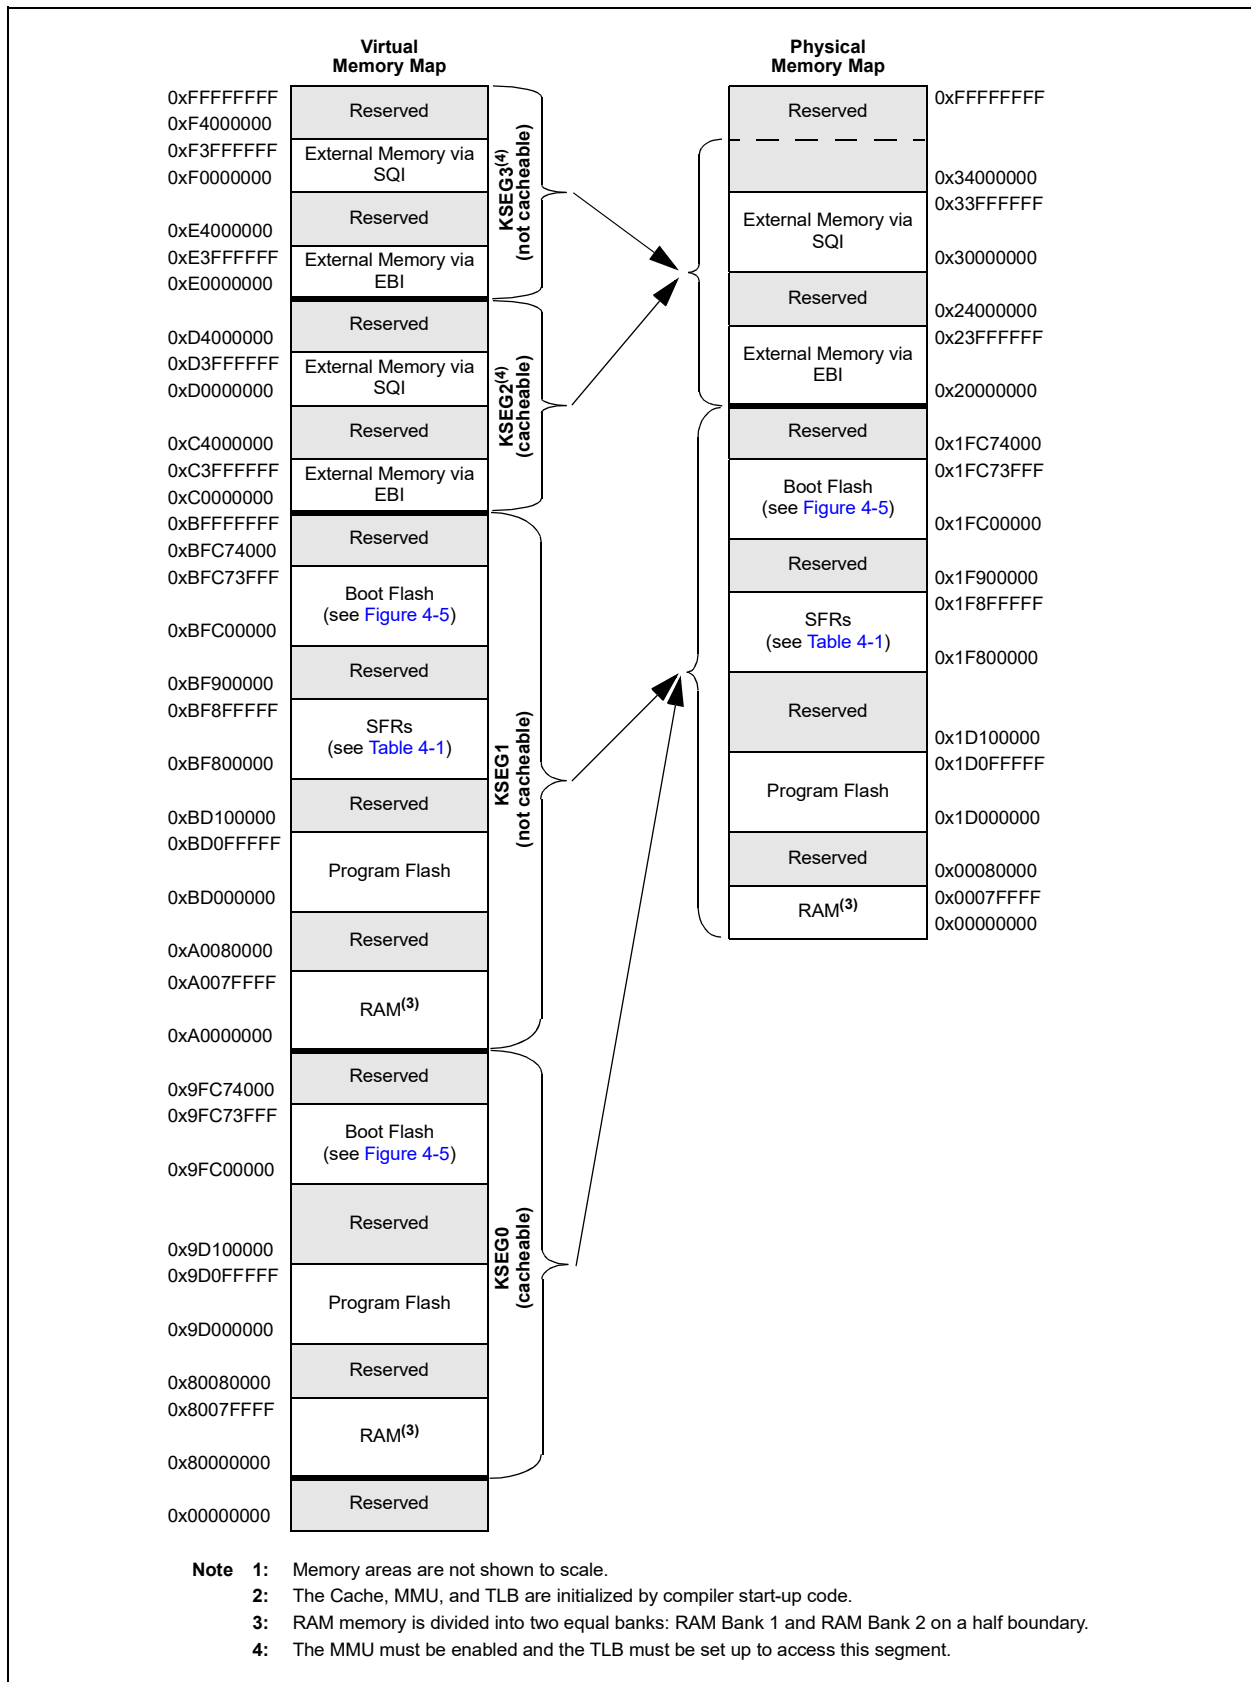 Virtual
Memory Map
0xFFFFFFFF
0xF4000000
0xF3FFFFFF
0xF0000000
0xE4000000
0xE3FFFFFF
0xE0000000
0xD4000000
0xD3FFFFFF
0xD0000000
0xC4000000
0xC3FFFFFF
0xC0000000
0xBFFFFFFF
0xBFC74000
0xBFC73FFF
0xBFC00000
0xBF900000
0xBF8FFFFF
0xBF800000
0xBD100000
0xBD0FFFFF
0xBD000000
0xA0080000
0xA007FFFF
0xA0000000
0x9FC74000
0x9FC73FFF
0x9FC00000
0x9D100000
0x9D0FFFFF
0x9D000000
0x80080000
0x8007FFFF
0x80000000
0x00000000
Reserved
External Memory via
SQI
Reserved
External Memory via
EBI
Reserved
External Memory via
SQI
Reserved
External Memory via
EBI
Reserved
Boot Flash
(see Figure 4-5)
Reserved
SFRs
(see Table 4-1)
Reserved
Program Flash
Reserved
RAM(3)
Reserved
Boot Flash
(see Figure 4-5)
Reserved
Program Flash
Reserved
RAM(3)
Reserved
KSEG3(4)
(not cacheable)
KSEG2(4)
(cacheable)
KSEG1
(not cacheable)
KSEG0
(cacheable)
Physical
Memory Map
Reserved
External Memory via
SQI
Reserved
External Memory via
EBI
Reserved
Boot Flash
(see Figure 4-5)
Reserved
SFRs
(see Table 4-1)
Reserved
Program Flash
Reserved
RAM(3)
0xFFFFFFFF
0x34000000
0x33FFFFFF
0x30000000
0x24000000
0x23FFFFFF
0x20000000
0x1FC74000
0x1FC73FFF
0x1FC00000
0x1F900000
0x1F8FFFFF
0x1F800000
0x1D100000
0x1D0FFFFF
0x1D000000
0x00080000
0x0007FFFF
0x00000000
Note 1: Memory areas are not shown to scale.
2: The Cache, MMU, and TLB are initialized by compiler start-up code.
3: RAM memory is divided into two equal banks: RAM Bank 1 and RAM Bank 2 on a half boundary.
4: The MMU must be enabled and the TLB must be set up to access this segment.